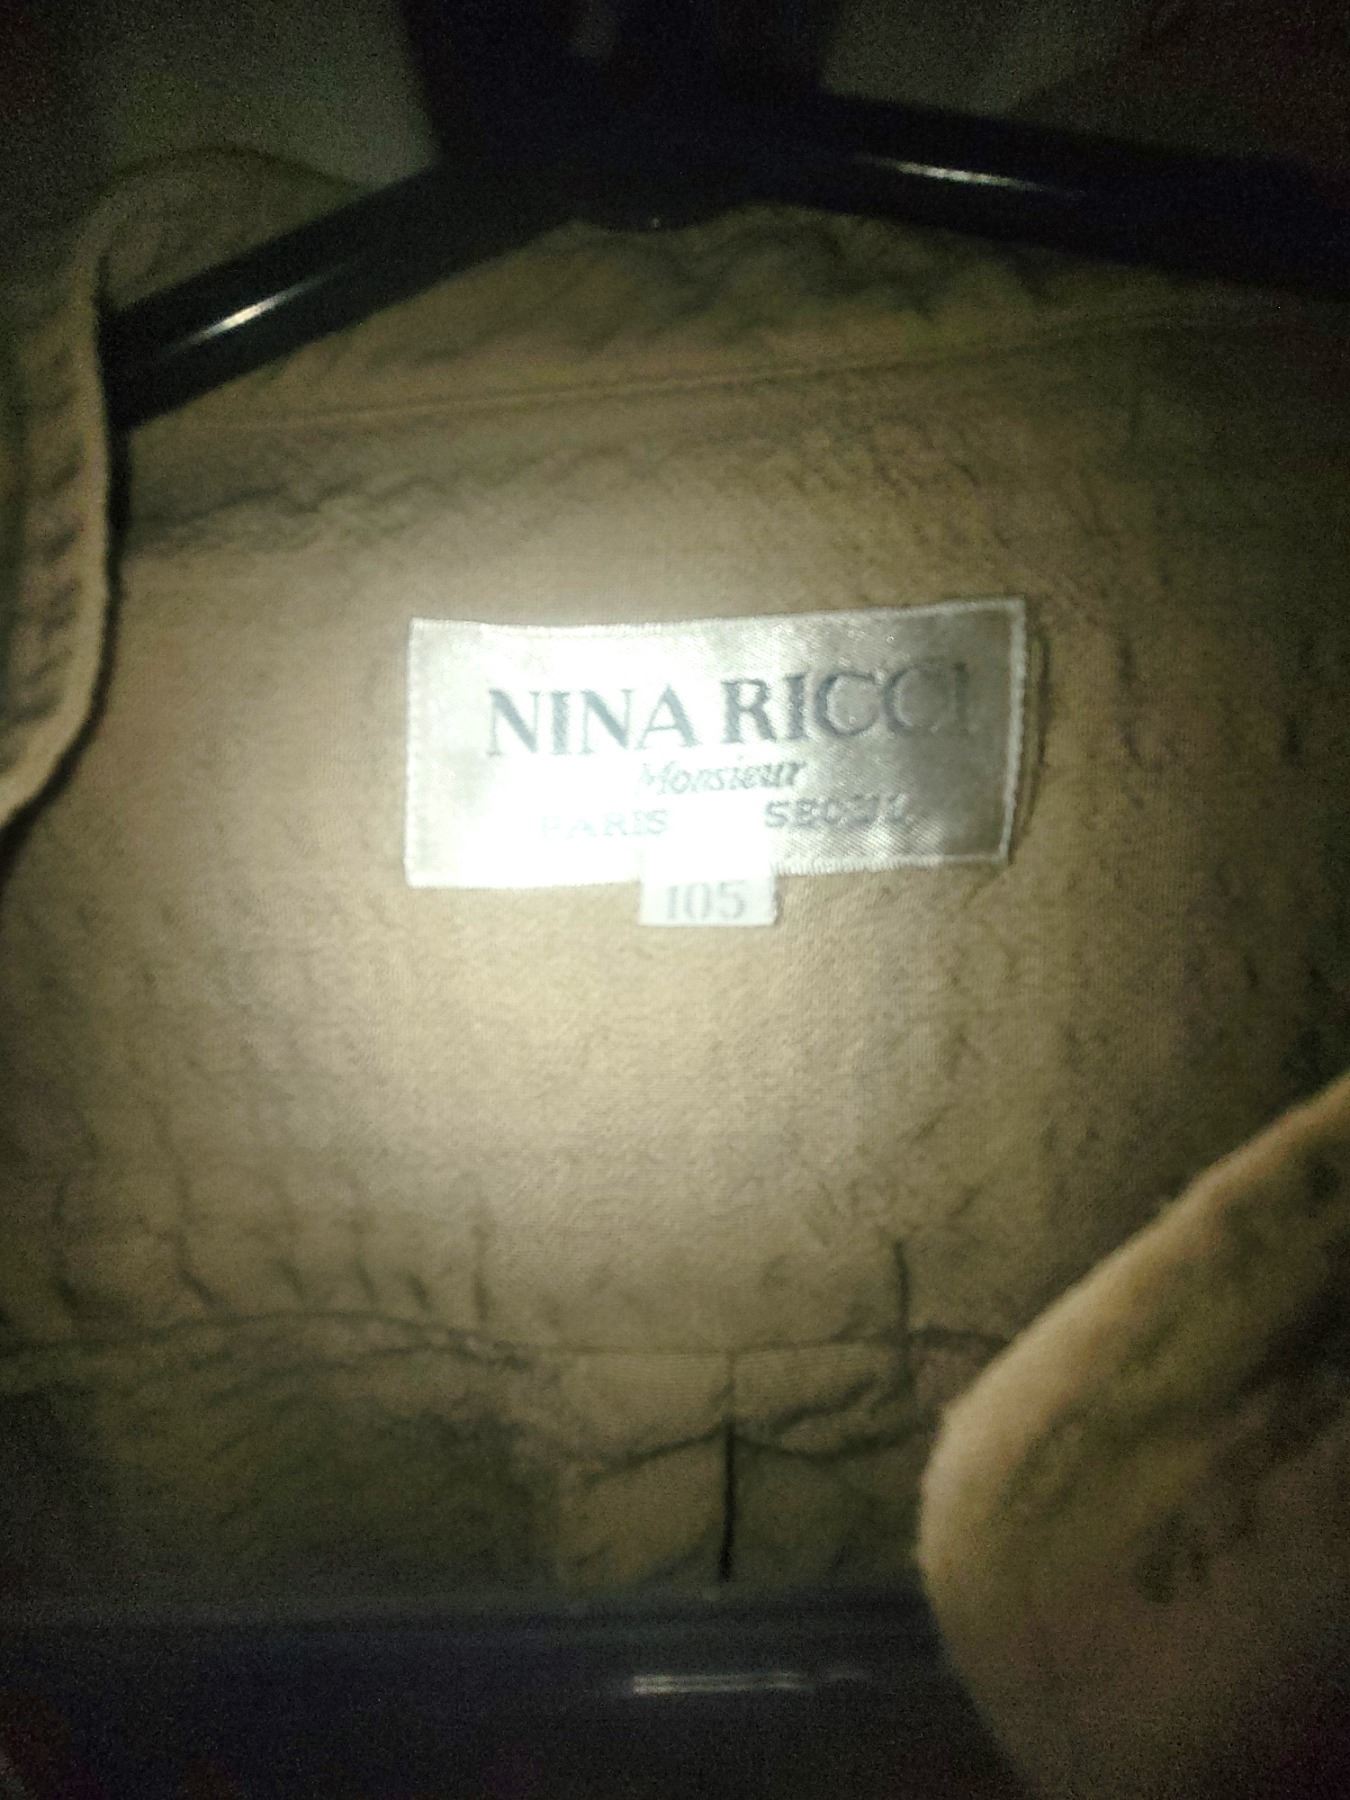 NINA RICCI
Monsieur
PARIS SEOUL
105